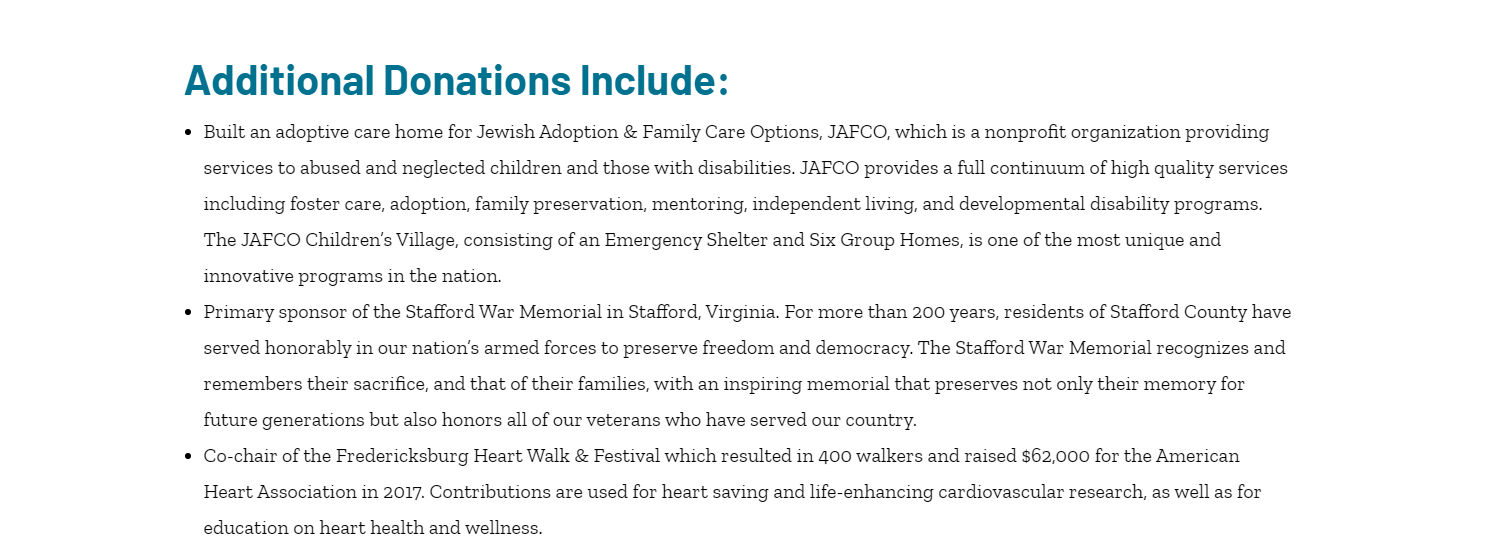 Additional Donations Include:
• Built an adoptive care home for Jewish Adoption & Family Care Options, JAFCO, which is a nonprofit organization providing
services to abused and neglected children and those with disabilities. JAFCO provides a full continuum of high quality services
including foster care, adoption, family preservation, mentoring, independent living, and developmental disability programs.
The JAFCO Children’s Village, consisting of an Emergency Shelter and Six Group Homes, is one of the most unique and
innovative programs in the nation.
• Primary sponsor of the Stafford War Memorial in Stafford, Virginia. For more than 200 years, residents of Stafford County have
served honorably in our nation’s armed forces to preserve freedom and democracy. The Stafford War Memorial recognizes and
remembers their sacrifice, and that of their families, with an inspiring memorial that preserves not only their memory for
future generations but also honors all of our veterans who have served our country.
• Co-chair of the Fredericksburg Heart Walk & Festival which resulted in 400 walkers and raised $62,000 for the American
Heart Association in 2017. Contributions are used for heart saving and life-enhancing cardiovascular research, as well as for
education on heart health and wellness.